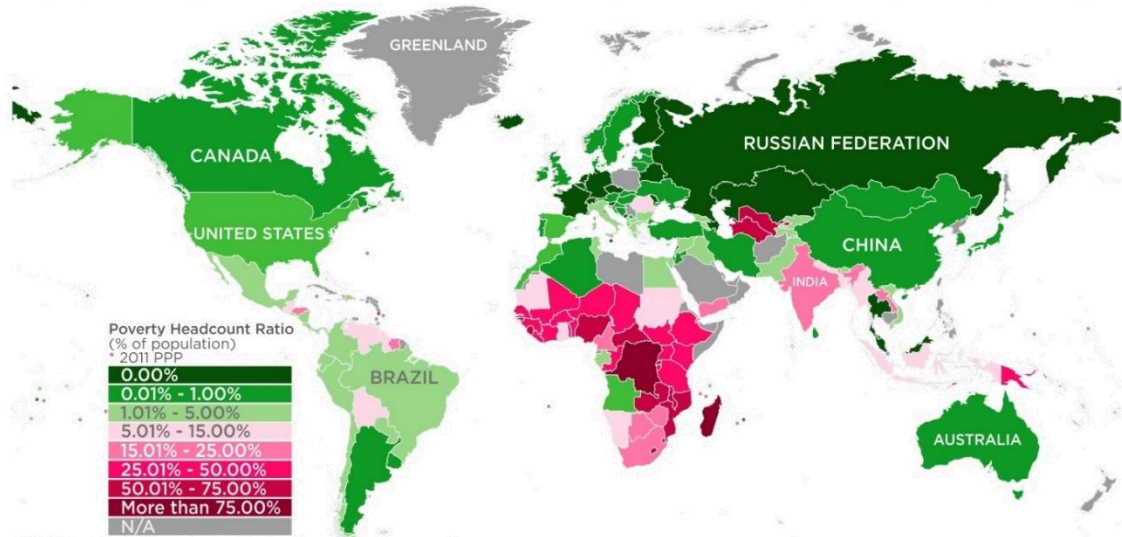 GREENLAND
CANADA
RUSSIAN FEDERATION
UNITED STATES
CHINA
INDIA
BRAZIL
AUSTRALIA
Poverty Headcount Ratio
(% of population)
* 2011 PPP
0.00%
0.01% - 1.00%
1.01% - 5.00%
5.01% - 15.00%
15.01% - 25.00%
25.01% - 50.00%
50.01% - 75.00%
More than 75.00%
N/A